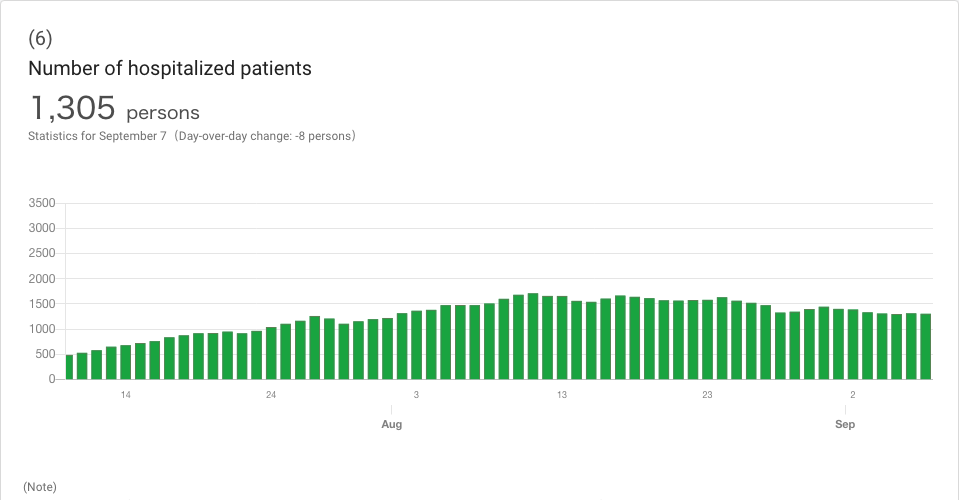 (6)
Number of hospitalized patients
1,305 persons
Statistics for September 7（Day-over-day change: -8 persons）
3500
3000
2500
2000
1500
1000
500
0
14 24 3 13 23 2
Aug Sep
(Note)